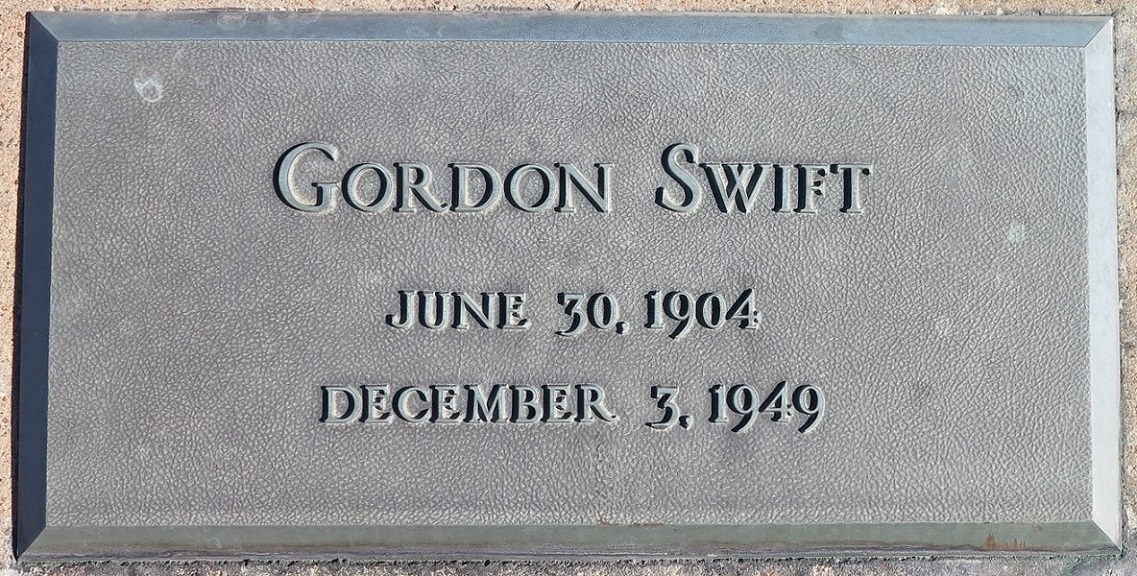 GORDON SWIFT
JUNE 30, 1904
DECEMBER 3, 1949